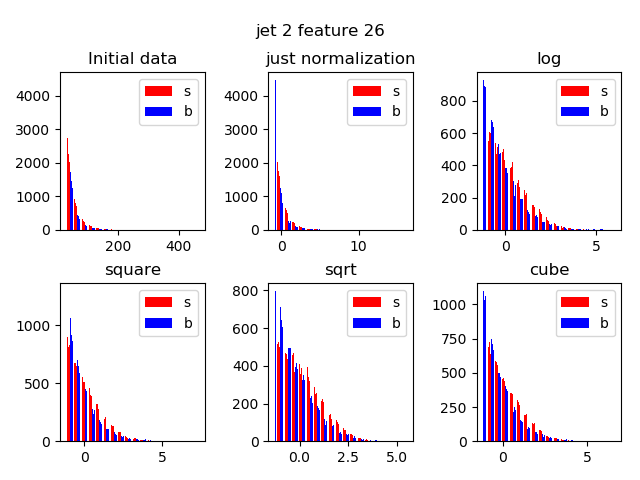 jet 2 feature 26
Initial data
just normalization
log
s
b
s
b
s
b
4000
3000
2000
1000
0
200
400
4000
3000
2000
1000
0
0
10
800
600
400
200
0
0
5
square
sqrt
cube
s
b
s
b
s
b
1000
500
0
0
5
800
600
400
200
0
0.0
2.5
5.0
1000
750
500
250
0
0
5